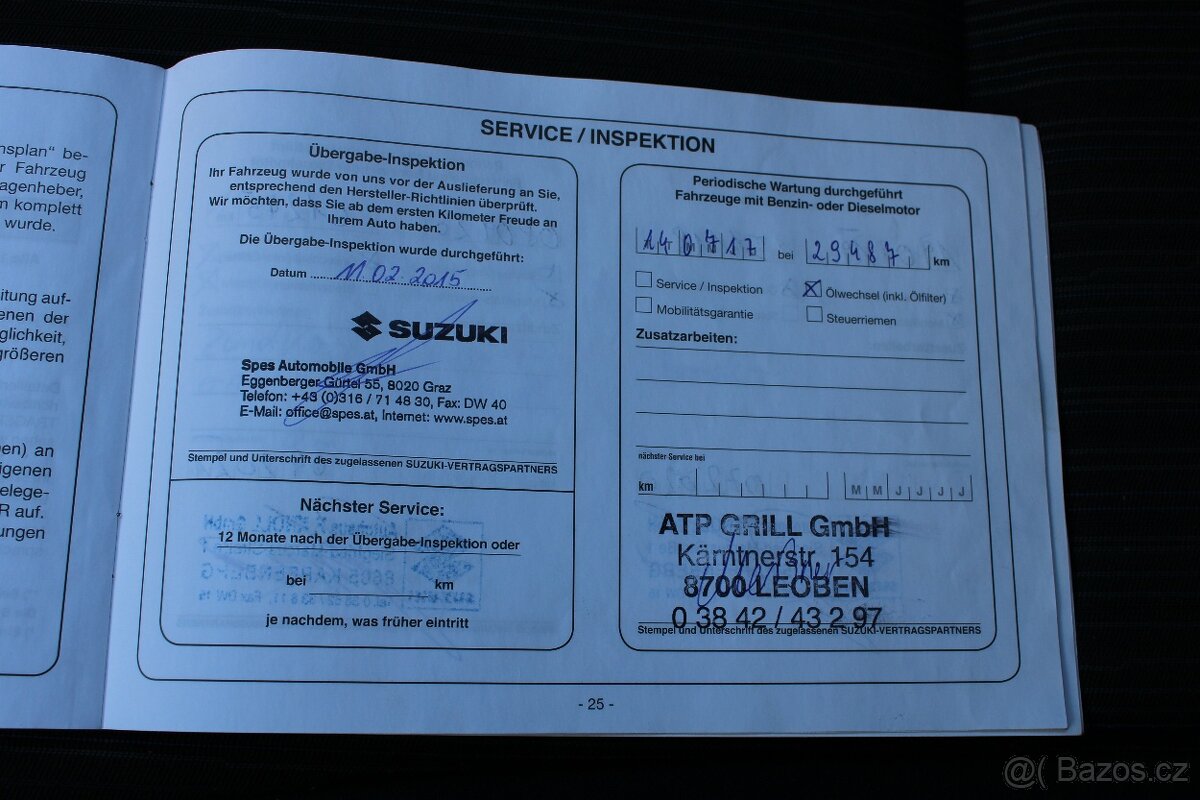 nsplan“ be-
r Fahrzeug
agenheber,
n komplett
wurde.
itung auf-
enen der
glichkeit,
größeren
en) an
igenen
elege-
R auf.
ungen
SERVICE / INSPEKTION
Übergabe-Inspektion
Ihr Fahrzeug wurde von uns vor der Auslieferung an Sie,
entsprechend den Hersteller-Richtlinien überprüft.
Wir möchten, dass Sie ab dem ersten Kilometer Freude an
Ihrem Auto haben.
Die Übergabe-Inspektion wurde durchgeführt:
Datum 11.02.2015
SUZUKI
Spes Automobile GmbH
Eggenberger Gürtel 55, 8020 Graz
Telefon: +43 (0)316 / 71 48 30, Fax: DW 40
E-Mail: office@spes.at, Internet: www.spes.at
Stempel und Unterschrift des zugelassenen SUZUKI-VERTRAGSPARTNERS
Nächster Service:
12 Monate nach der Übergabe-Inspektion oder
bei km
je nachdem, was früher eintritt
Periodische Wartung durchgeführt
Fahrzeuge mit Benzin- oder Dieselmotor
140717 bei 29487 km
Service / Inspektion X Ölwechsel (inkl. Ölfilter)
Mobilitätsgarantie Steuerriemen
Zusatzarbeiten:
nächster Service bei
km M M J J J J
ATP GRILL GmbH
Kärntnerstr. 154
8700 LEOBEN
0 38 42 / 43 2 97
Stempel und Unterschrift des zugelassenen SUZUKI-VERTRAGSPARTNERS
- 25 -
@( Bazos.cz